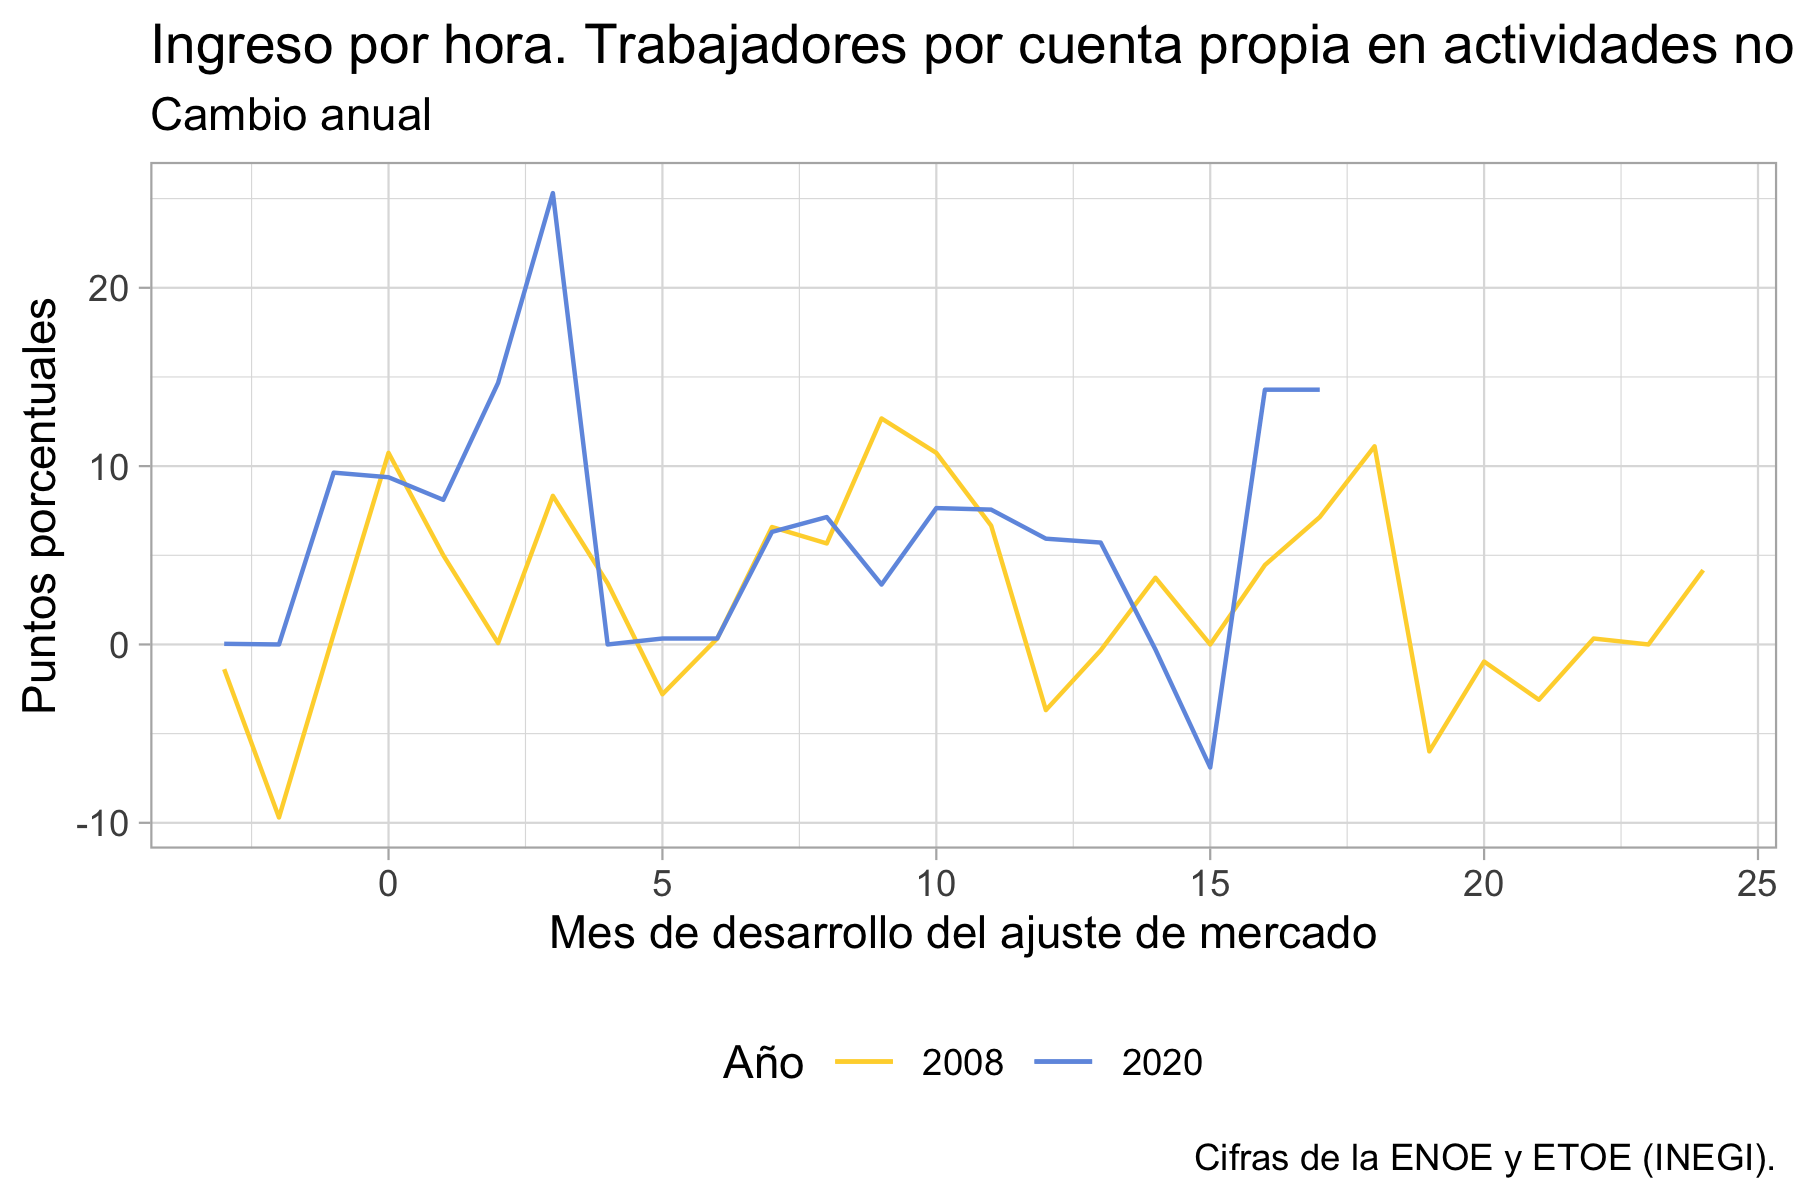 Ingreso por hora. Trabajadores por cuenta propia en actividades no
Cambio anual
Puntos porcentuales
20
10
0
-10
0 5 10 15 20 25
Mes de desarrollo del ajuste de mercado
Año 2008 2020
Cifras de la ENOE y ETOE (INEGI).